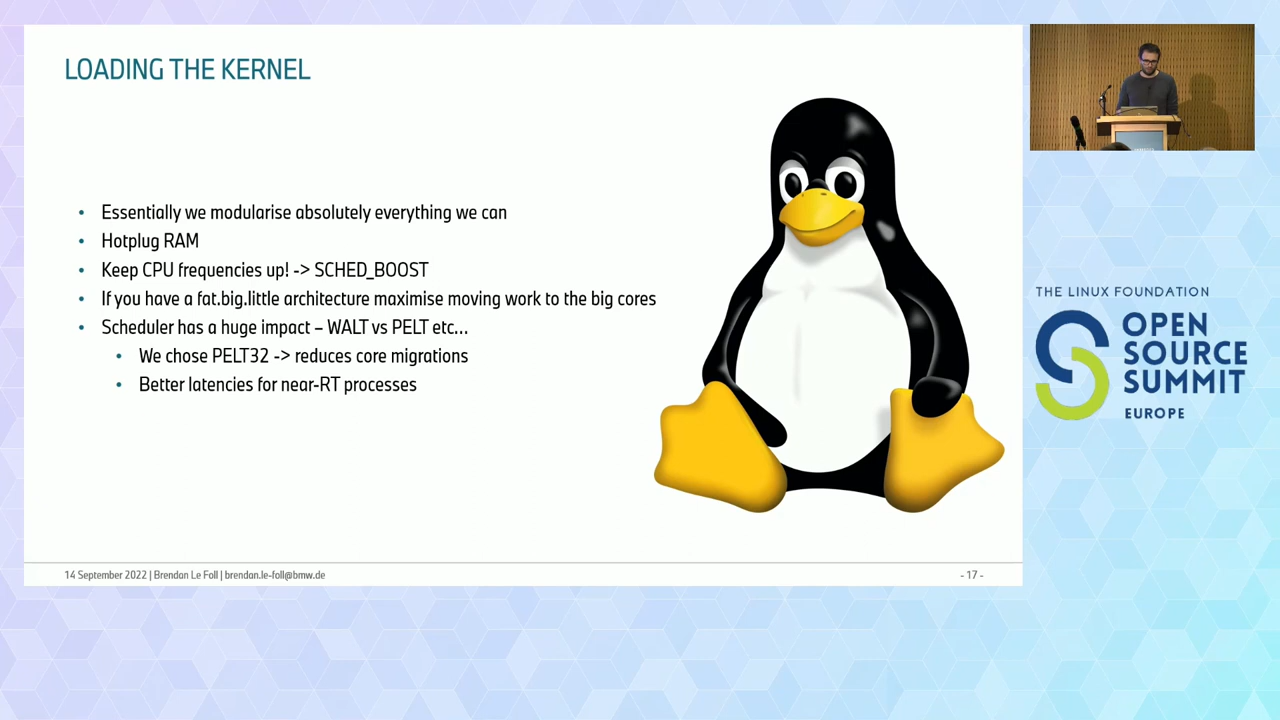 LOADING THE KERNEL
• Essentially we modularise absolutely everything we can
• Hotplug RAM
• Keep CPU frequencies up! -> SCHED_BOOST
• If you have a fat.big.little architecture maximise moving work to the big cores
• Scheduler has a huge impact – WALT vs PELT etc...
• We chose PELT32 -> reduces core migrations
• Better latencies for near-RT processes
14 September 2022 | Brendan Le Foll | brendan.le-foll@bmw.de
- 17 -
THE LINUX FOUNDATION
OPEN
SOURCE
SUMMIT
EUROPE